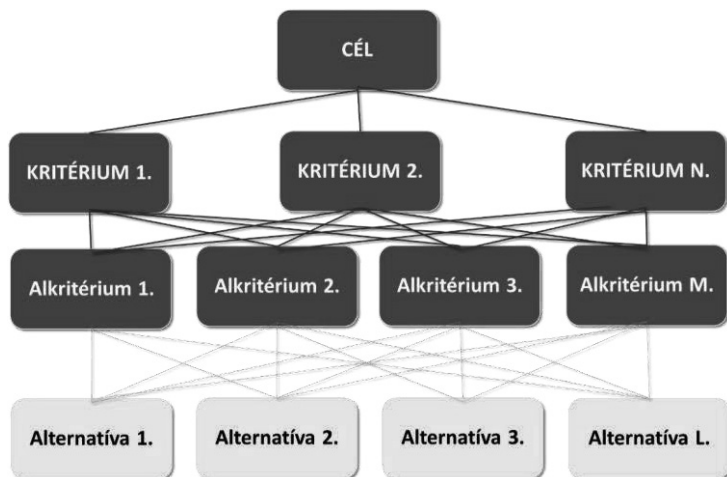 CÉL
KRITÉRIUM 1.
KRITÉRIUM 2.
KRITÉRIUM N.
Alkritérium 1.
Alkritérium 2.
Alkritérium 3.
Alkritérium M.
Alternatíva 1.
Alternatíva 2.
Alternatíva 3.
Alternatíva L.